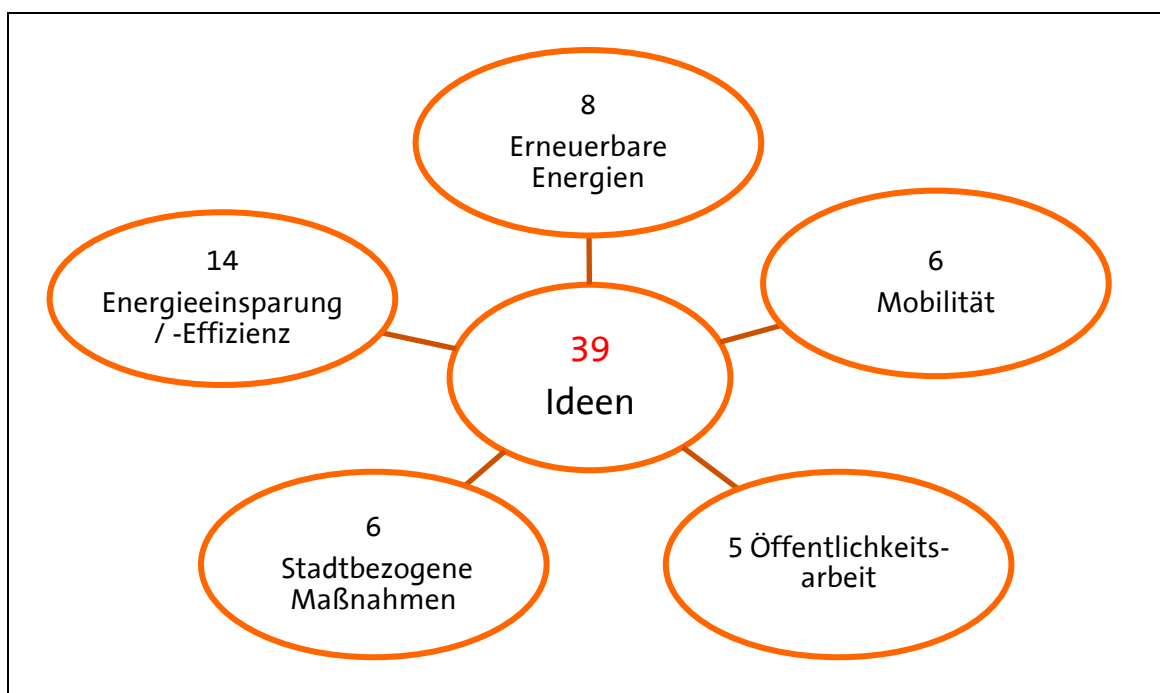 8
Erneuerbare
Energien
14
Energieeinsparung
/ -Effizienz
6
Mobilität
39
Ideen
6
Stadtbezogene
Maßnahmen
5 Öffentlichkeits-
arbeit